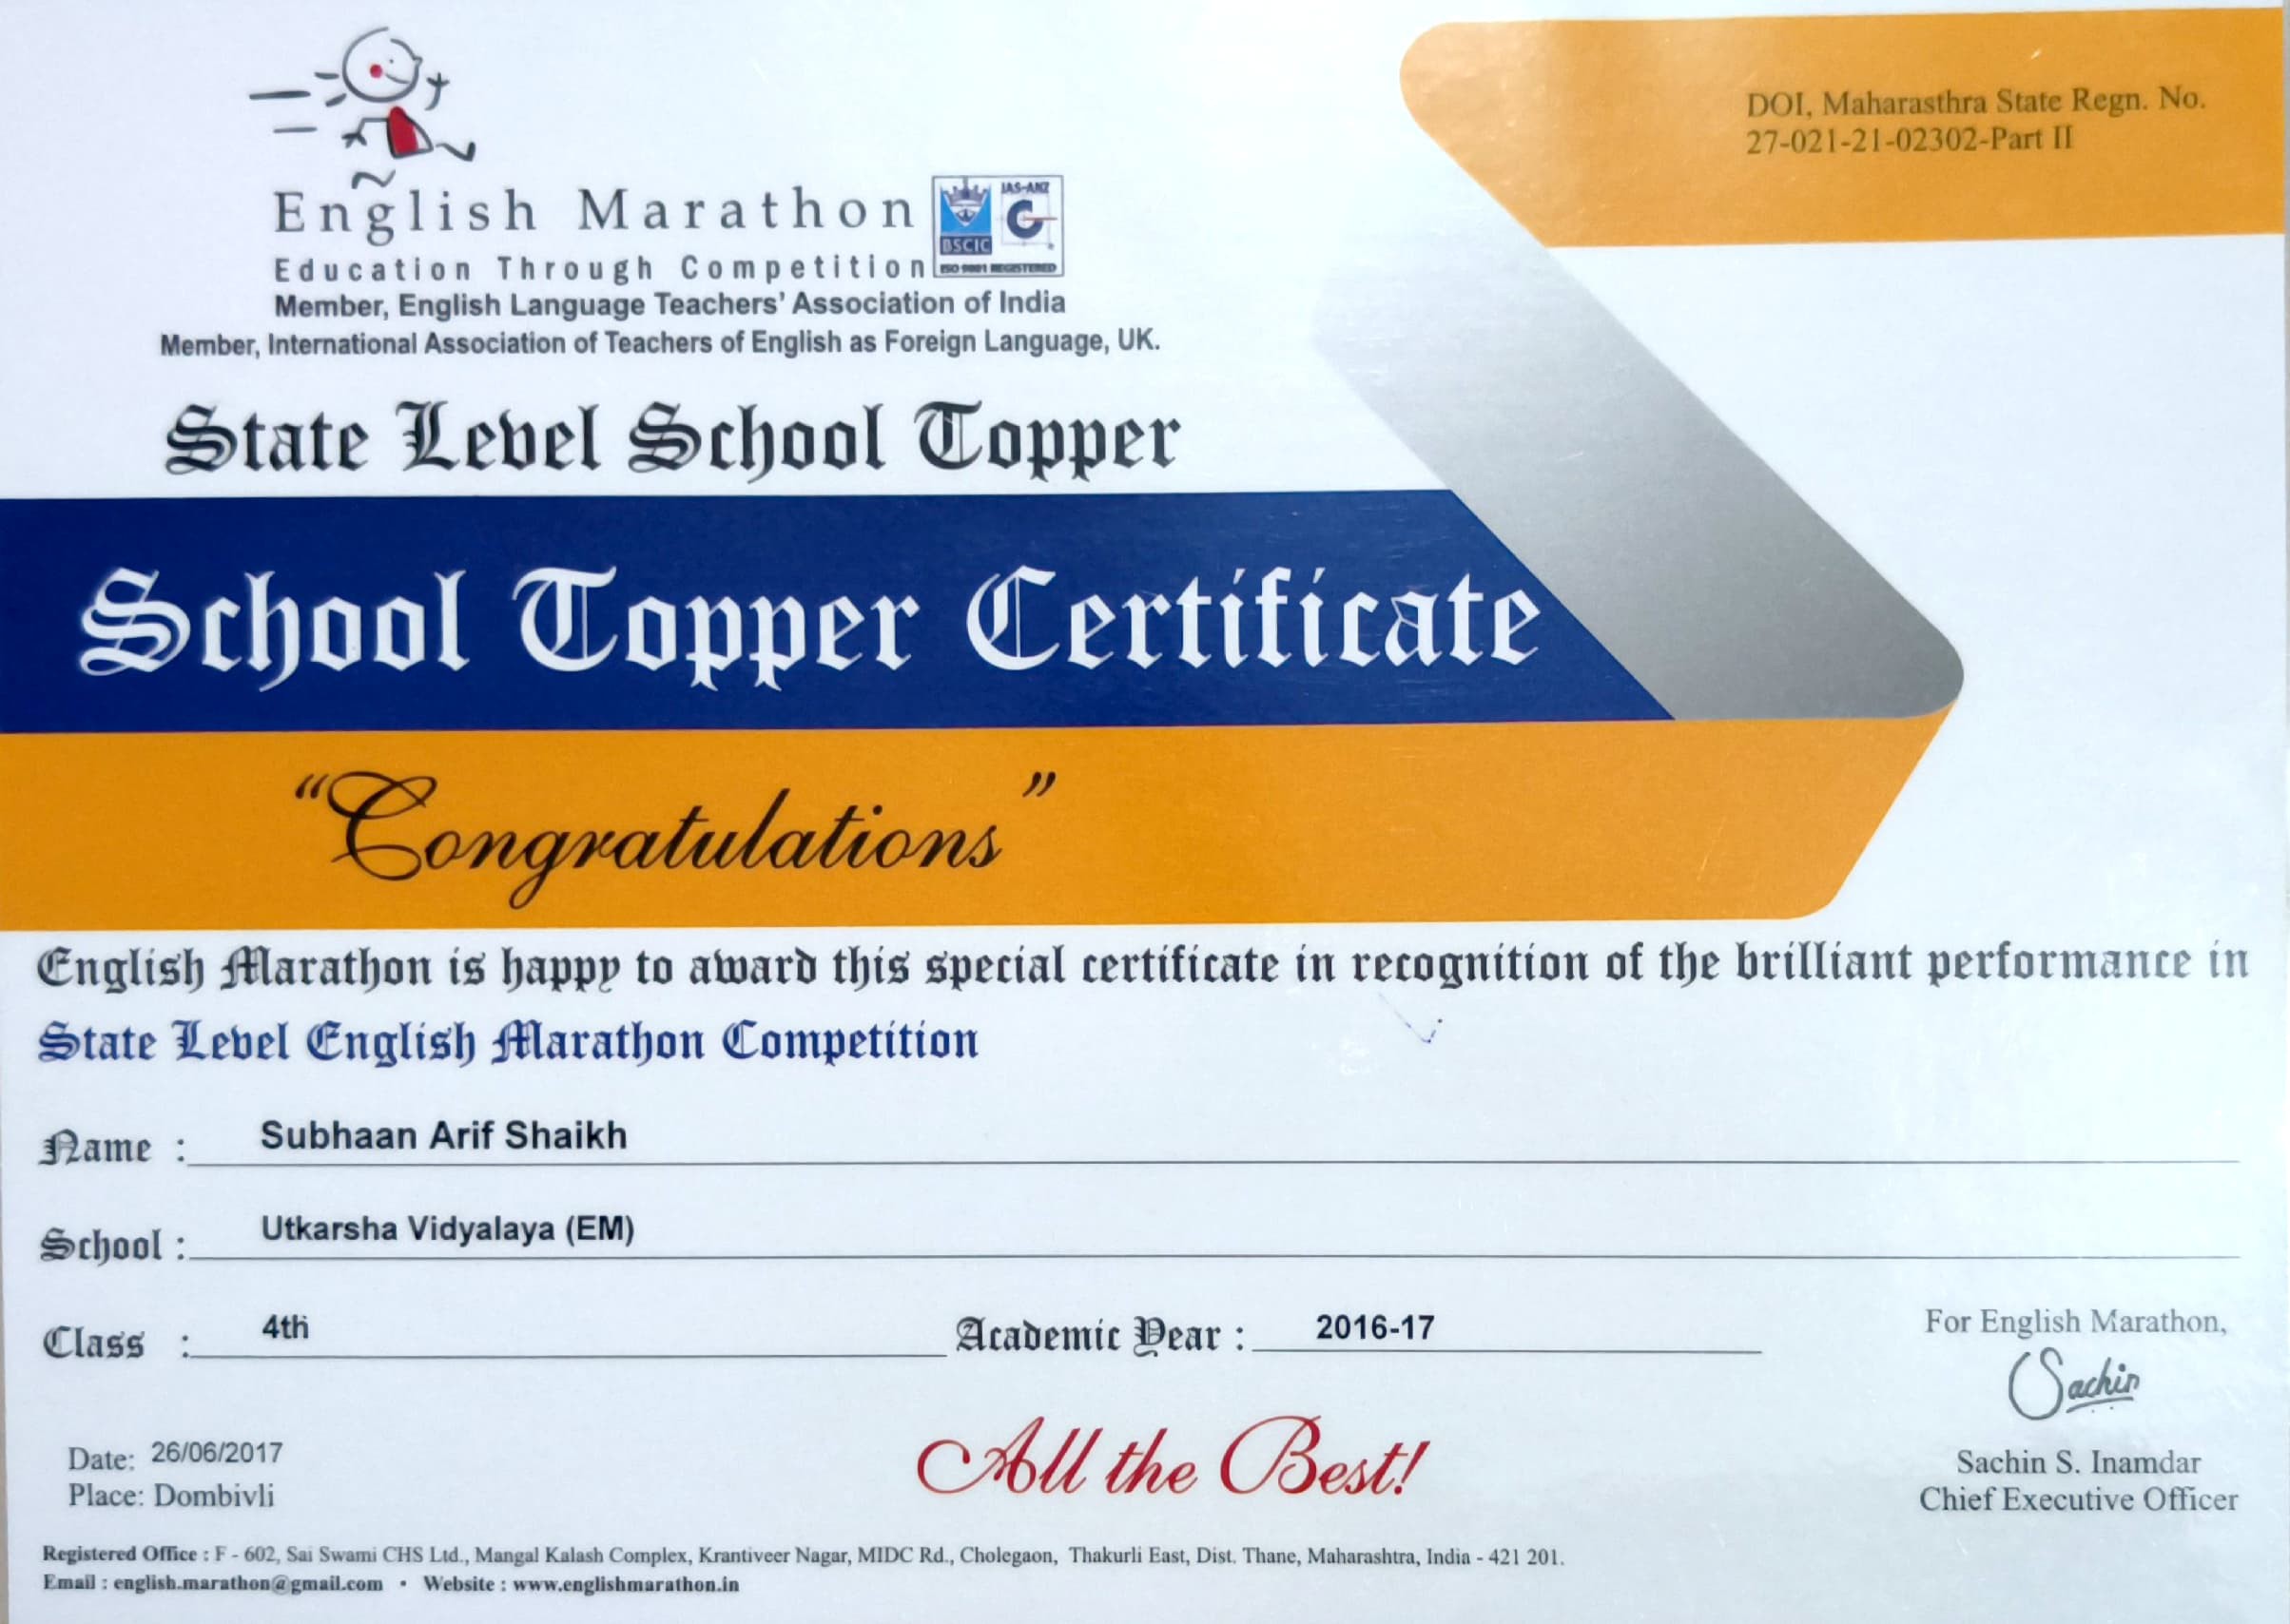 DOI, Maharasthra State Regn. No.
27-021-21-02302-Part II
English Marathon
BSCIC
JAS-ANZ
ISO 9001 REGISTERED
Education Through Competition
Member, English Language Teachers' Association of India
Member, International Association of Teachers of English as Foreign Language, UK.
State Level School Topper
School Topper Certificate
"Congratulations"
English Marathon is happy to award this special certificate in recognition of the brilliant performance in
State Level English Marathon Competition
Name : Subhaan Arif Shaikh
School : Utkarsha Vidyalaya (EM)
Class : 4th Academic Year : 2016-17
For English Marathon,
Sachin
Date: 26/06/2017
Place: Dombivli
All the Best!
Sachin S. Inamdar
Chief Executive Officer
Registered Office : F - 602, Sai Swami CHS Ltd., Mangal Kalash Complex, Krantiveer Nagar, MIDC Rd., Cholegaon, Thakurli East, Dist. Thane, Maharashtra, India - 421 201.
Email : english.marathon@gmail.com • Website : www.englishmarathon.in